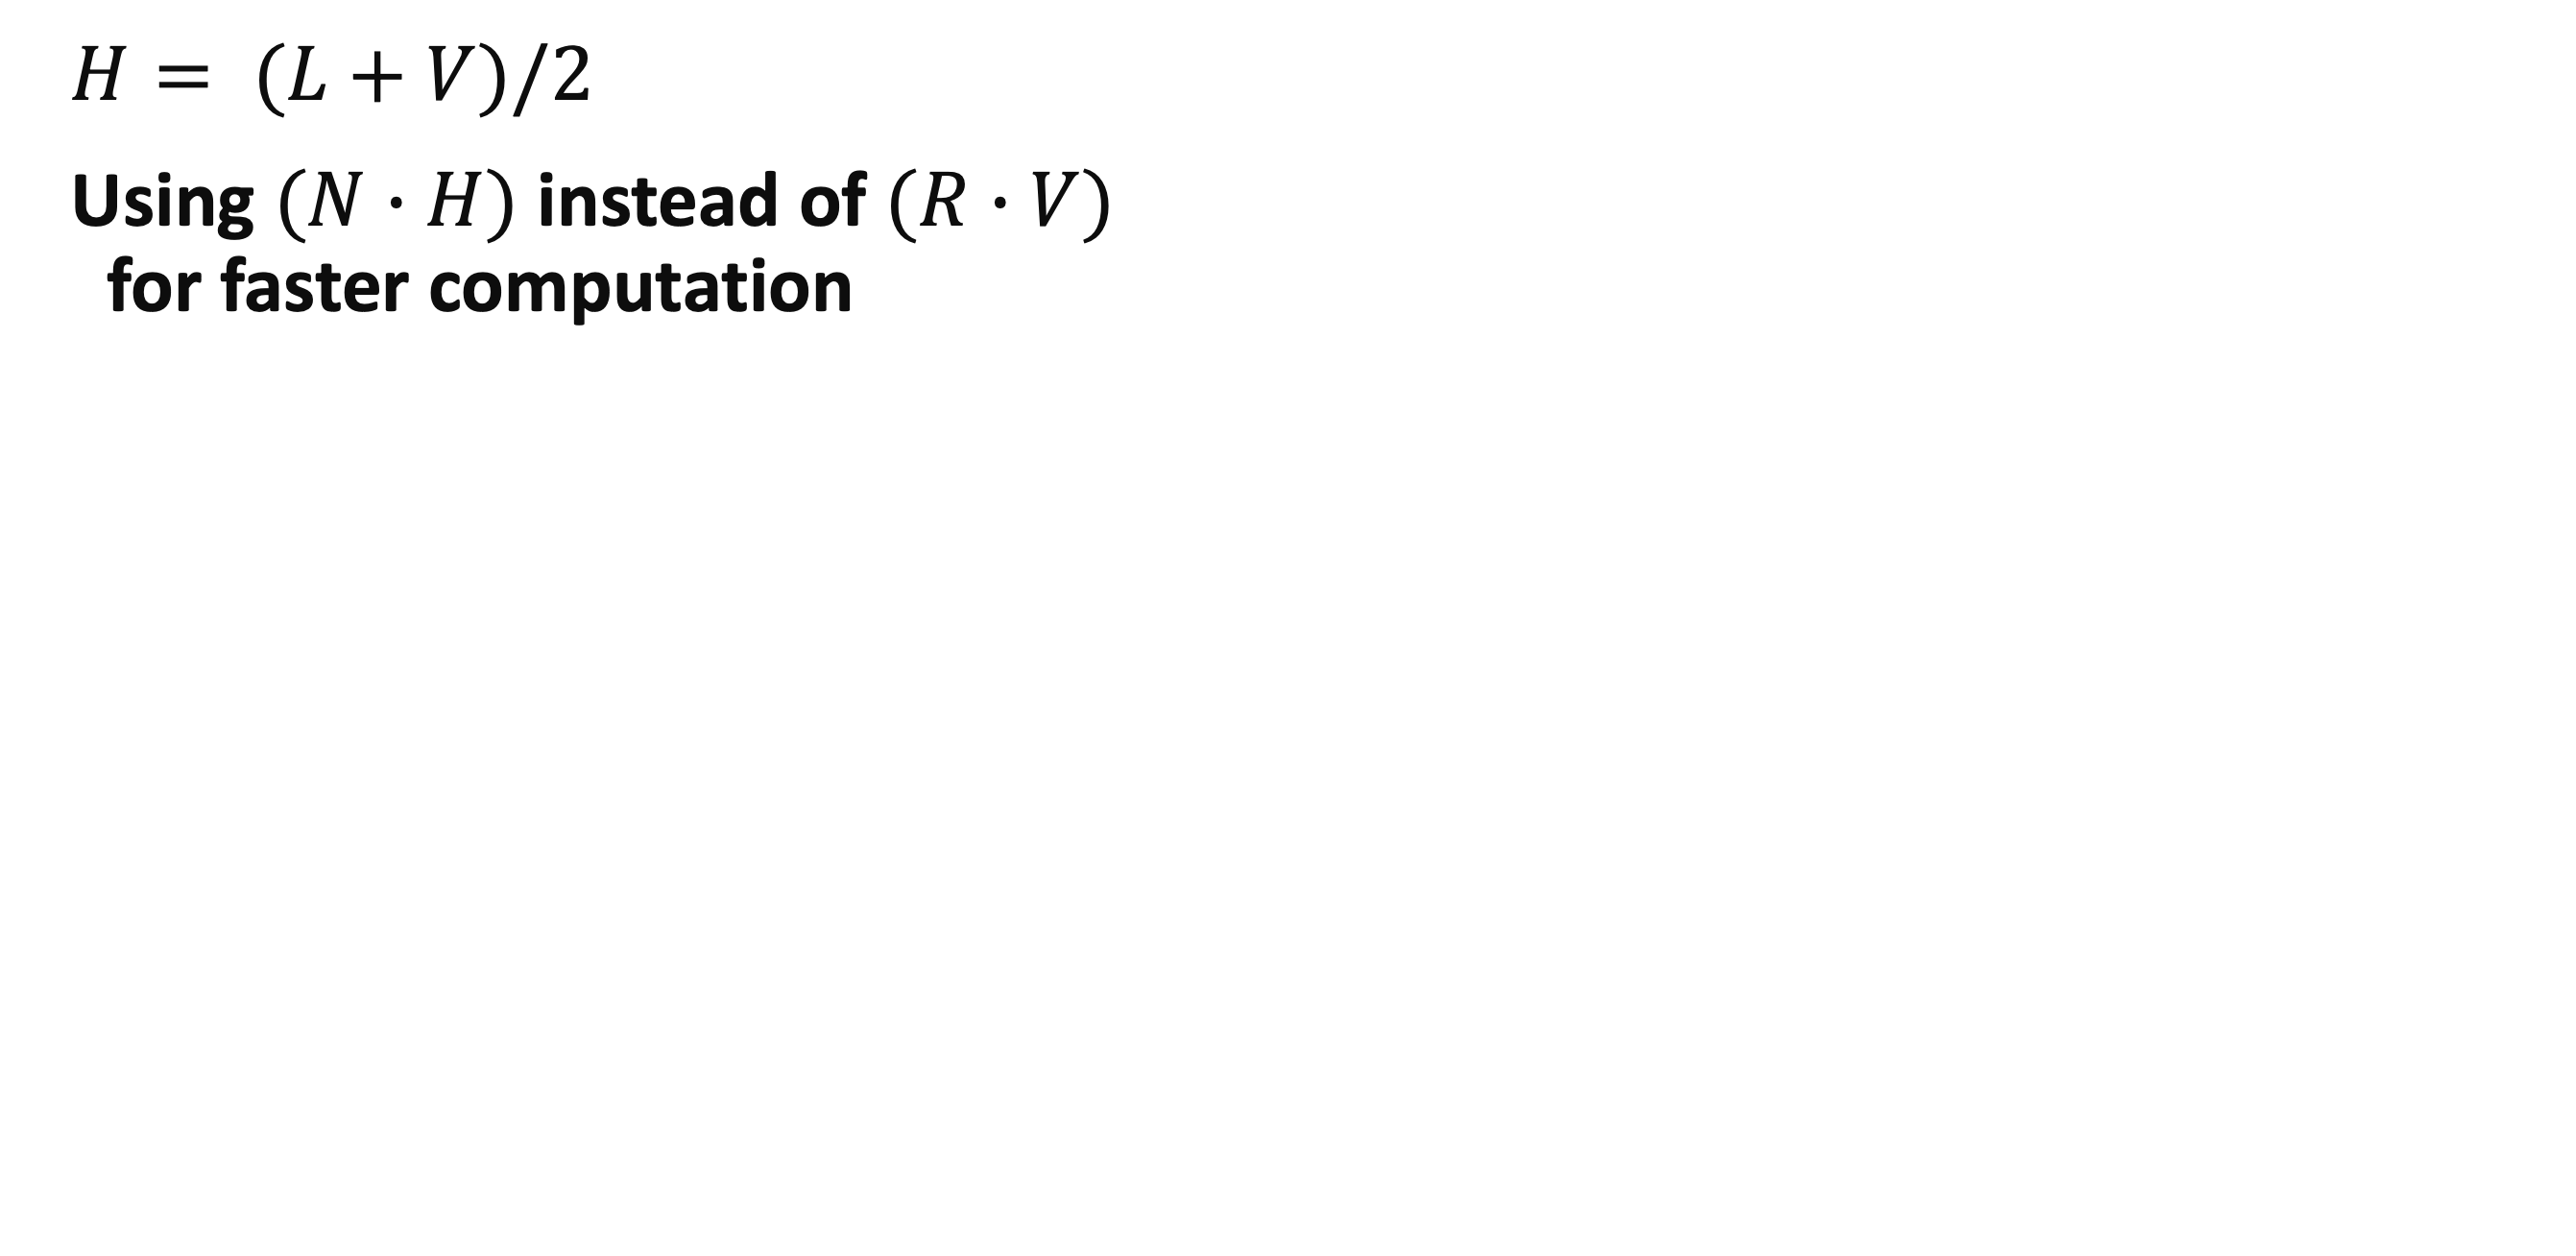 H = (L + V)/2
Using (N · H) instead of (R · V)
for faster computation